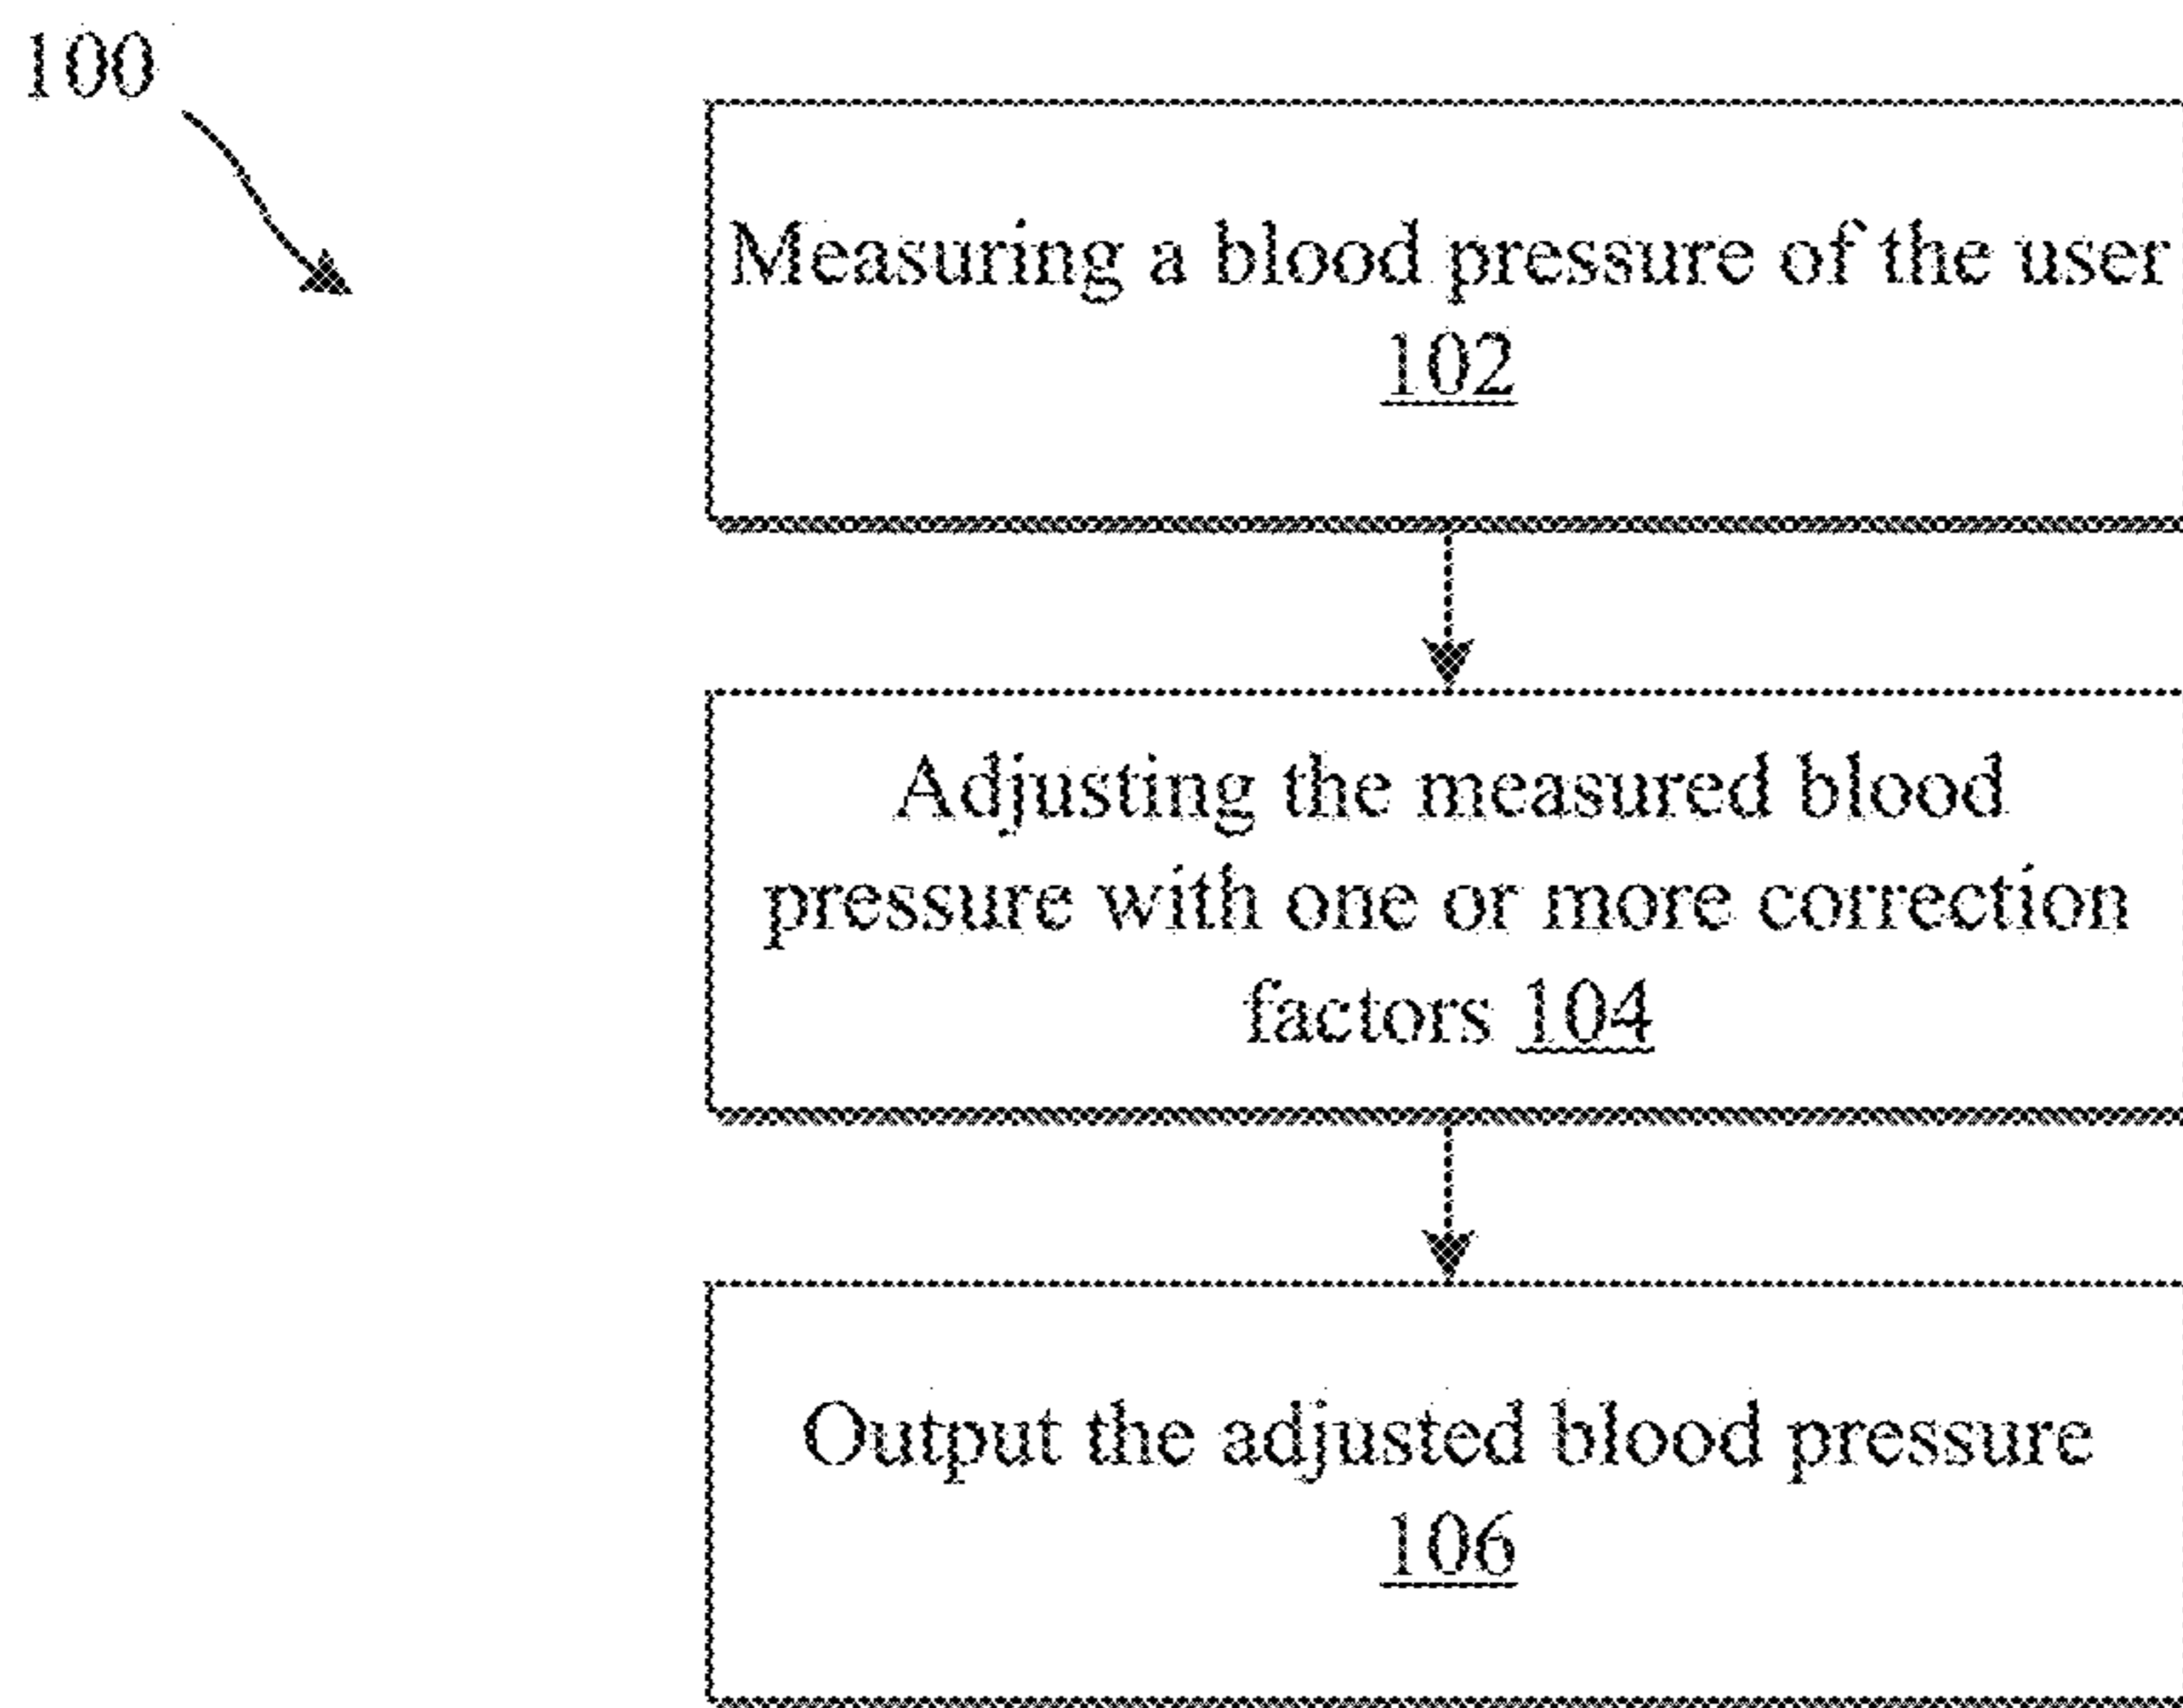 100
Measuring a blood pressure of the user
102
Adjusting the measured blood
pressure with one or more correction
factors 104
Output the adjusted blood pressure
106